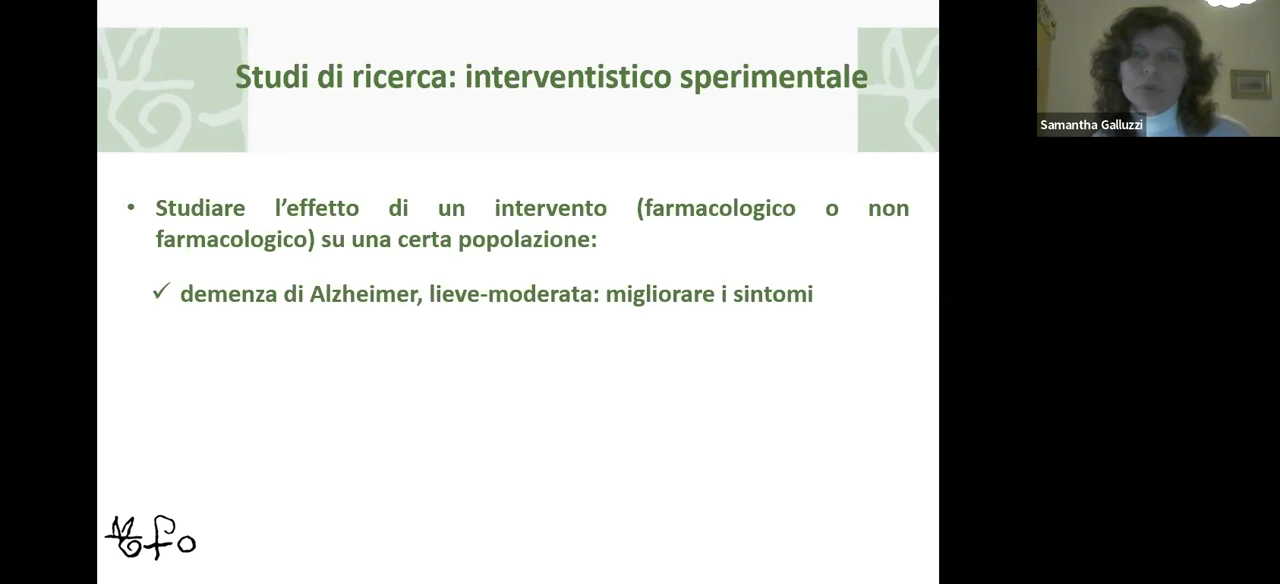 Studi di ricerca: interventistico sperimentale
Samantha Galluzzi
• Studiare l’effetto di un intervento (farmacologico o non
farmacologico) su una certa popolazione:
✓ demenza di Alzheimer, lieve-moderata: migliorare i sintomi